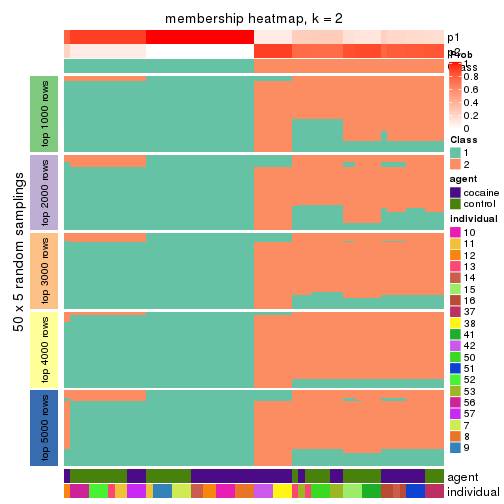 membership heatmap, k = 2
p1
p2
Prob
Class
1
0.8
0.6
0.4
0.2
0
Class
1
2
agent
cocaine
control
individual
10
11
12
13
14
15
16
37
38
41
42
50
51
52
53
56
57
7
8
9
50 x 5 random samplings
top 1000 rows
top 2000 rows
top 3000 rows
top 4000 rows
top 5000 rows
agent
individual